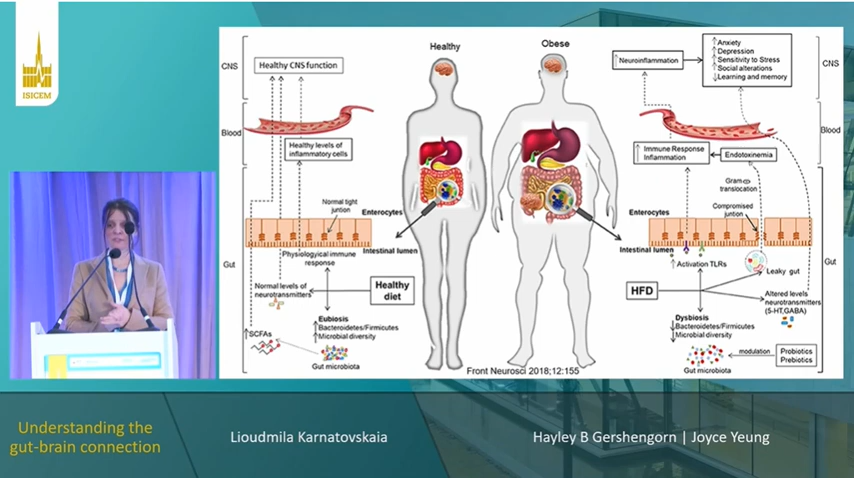 ISICEM
Healthy
Obese
CNS
Healthy CNS function
Blood
Healthy levels of
inflammatory cells
Normal tight
juntion
Enterocytes
Intestinal lumen
Gut
Physiological immune
response
Normal levels of
neurotransmitters
Healthy
diet
↑SCFAs
Eubiosis
↑Bacteroidetes/Firmicutes
↑Microbial diversity
Gut microbiota
↑Neuroinflammation
↑Anxiety
↑Depression
↑Sensitivity to Stress
↑Social alterations
↓Learning and memory
CNS
Blood
↑Immune Response
Inflammation
Endotoxinemia
Gram⊖
translocation
Compromised
juntion
Enterocytes
Intestinal lumen
↑ Activation TLRs
Leaky gut
Gut
HFD
Altered levels
neurotransmitters
(5-HT,GABA)
Dysbiosis
↓Bacteroidetes/Firmicutes
↓Microbial diversity
modulation
Probiotics
Prebiotics
Gut microbiota
Front Neurosci 2018;12:155
Understanding the
gut-brain connection
Lioudmila Karnatovskaia
Hayley B Gershengorn | Joyce Yeung